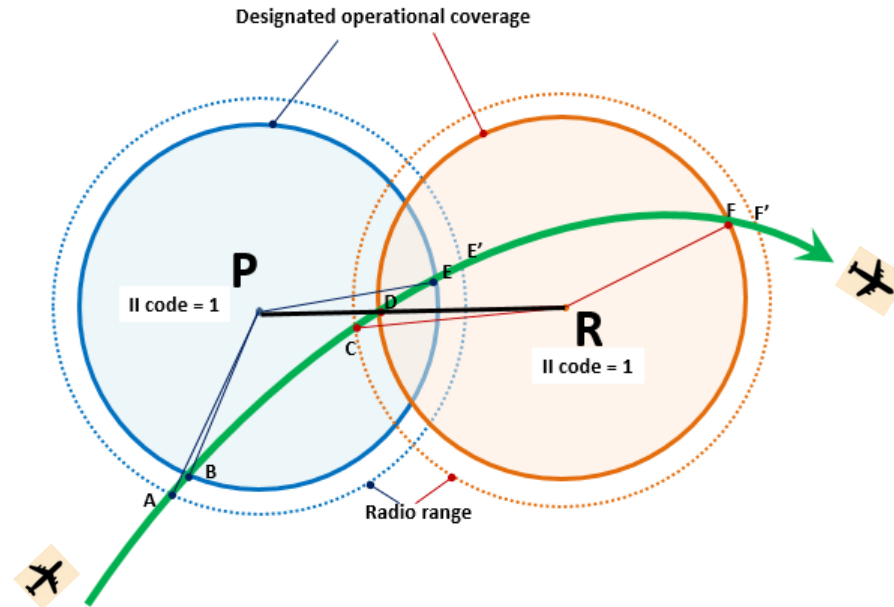 Designated operational coverage
P
II code = 1
R
II code = 1
A
B
C
D
E
E’
F
F’
Radio range